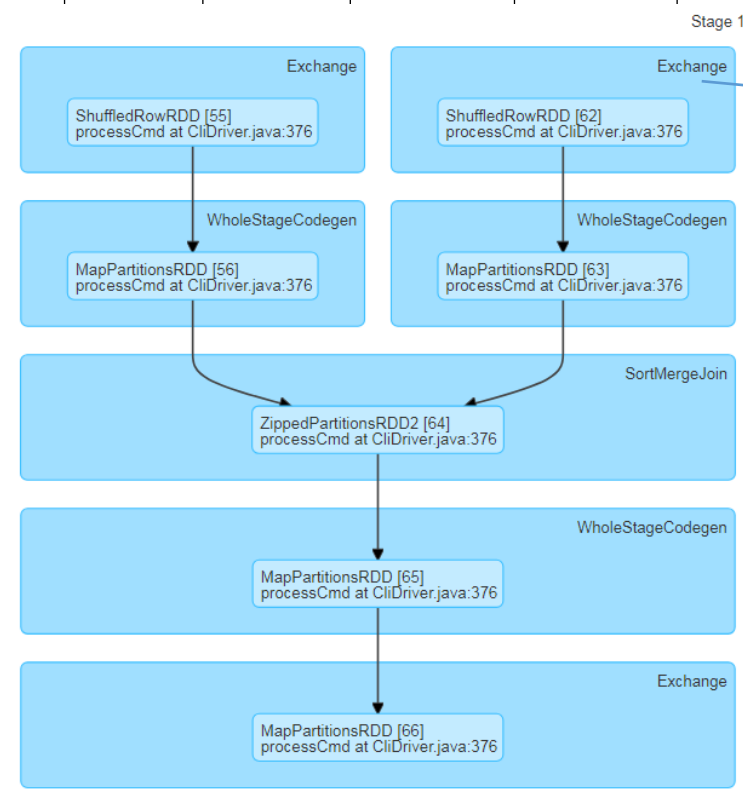 Stage 1
Exchange
ShuffledRowRDD [55]
processCmd at CliDriver.java:376
Exchange
ShuffledRowRDD [62]
processCmd at CliDriver.java:376
WholeStageCodegen
MapPartitionsRDD [56]
processCmd at CliDriver.java:376
WholeStageCodegen
MapPartitionsRDD [63]
processCmd at CliDriver.java:376
SortMergeJoin
ZippedPartitionsRDD2 [64]
processCmd at CliDriver.java:376
WholeStageCodegen
MapPartitionsRDD [65]
processCmd at CliDriver.java:376
Exchange
MapPartitionsRDD [66]
processCmd at CliDriver.java:376